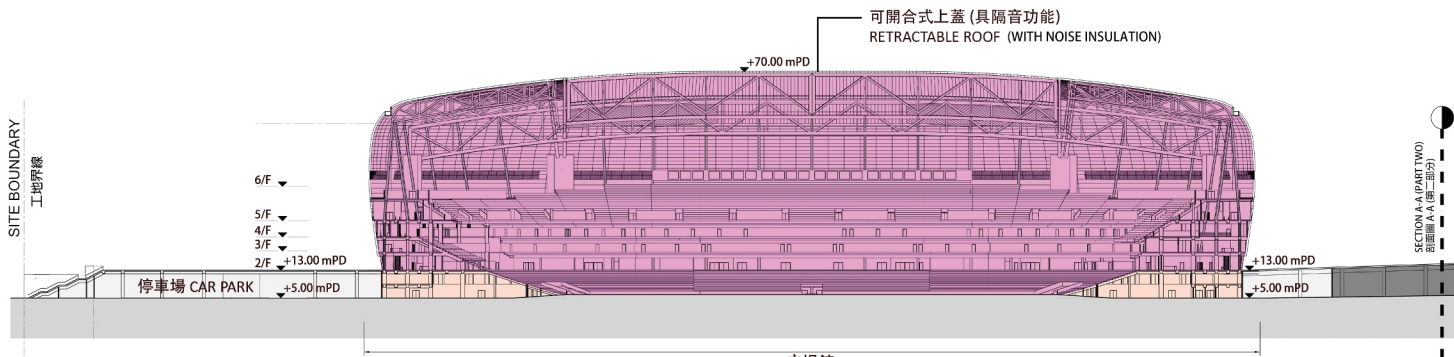 可開合式上蓋 (具隔音功能)
RETRACTABLE ROOF (WITH NOISE INSULATION)
+70.00 mPD
SITE BOUNDARY
工地界線
6/F
5/F
4/F
3/F
2/F
+13.00 mPD
停車場 CAR PARK
+5.00 mPD
+13.00 mPD
+5.00 mPD
SECTION A-A (PART TWO)
剖面圖 A-A (第二部分)